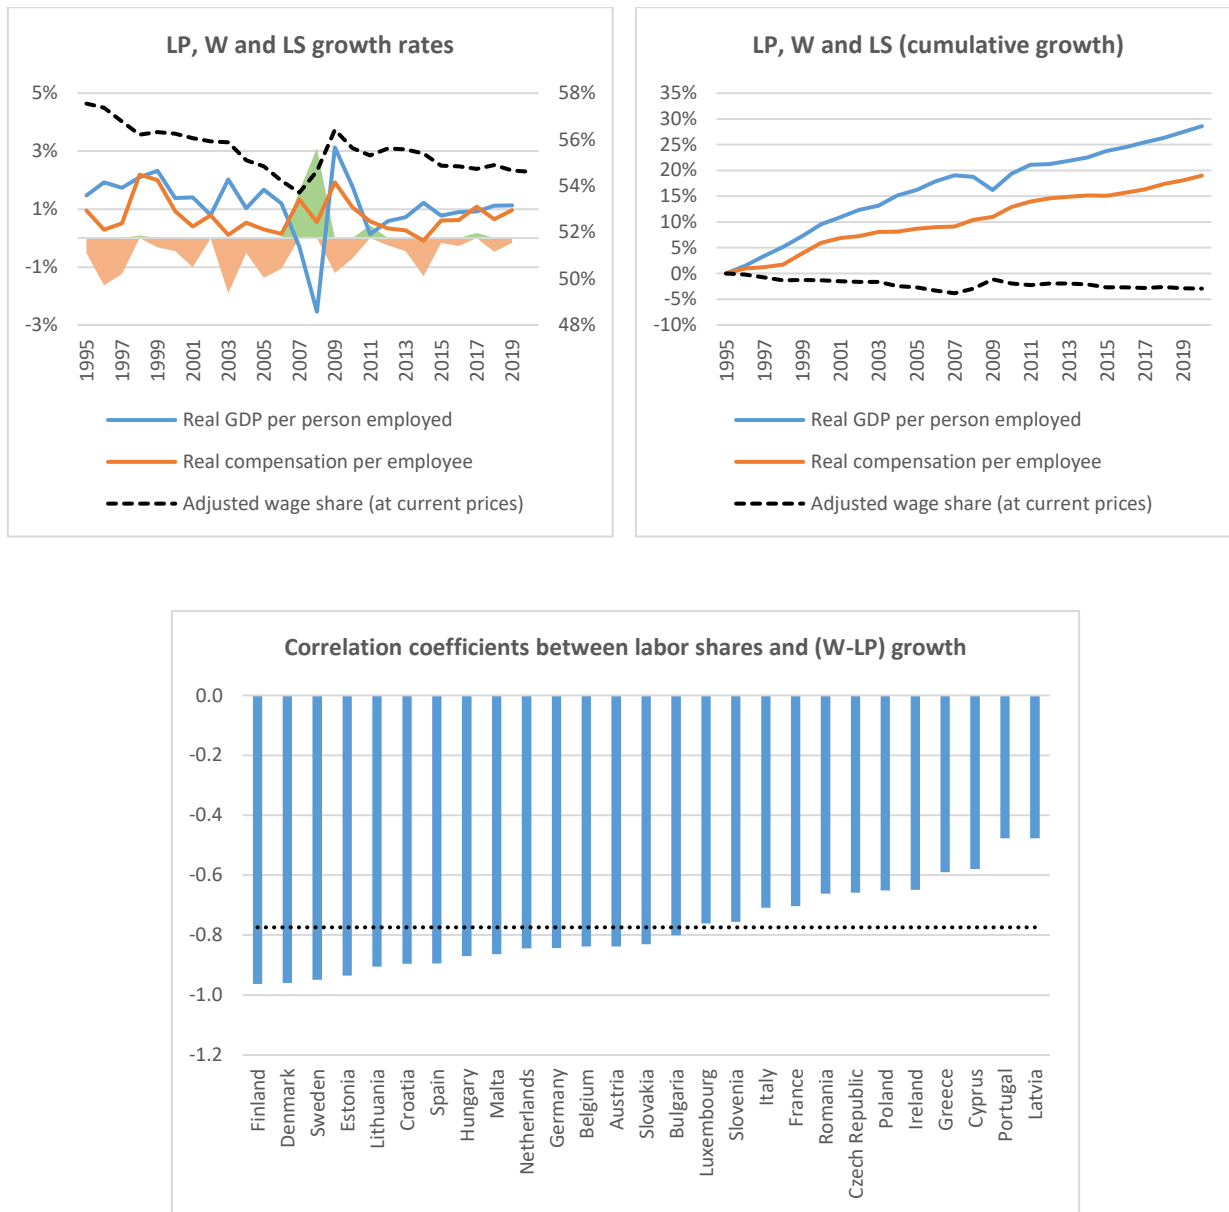 LP, W and LS growth rates
5%
3%
1%
-1%
-3%
58%
56%
54%
52%
50%
48%
1995
1997
1999
2001
2003
2005
2007
2009
2011
2013
2015
2017
2019
Real GDP per person employed
Real compensation per employee
Adjusted wage share (at current prices)
LP, W and LS (cumulative growth)
35%
30%
25%
20%
15%
10%
5%
0%
-5%
-10%
1995
1997
1999
2001
2003
2005
2007
2009
2011
2013
2015
2017
2019
Real GDP per person employed
Real compensation per employee
Adjusted wage share (at current prices)
Correlation coefficients between labor shares and (W-LP) growth
0.0
-0.2
-0.4
-0.6
-0.8
-1.0
-1.2
Finland
Denmark
Sweden
Estonia
Lithuania
Croatia
Spain
Hungary
Malta
Netherlands
Germany
Belgium
Austria
Slovakia
Bulgaria
Luxembourg
Slovenia
Italy
France
Romania
Czech Republic
Poland
Ireland
Greece
Cyprus
Portugal
Latvia